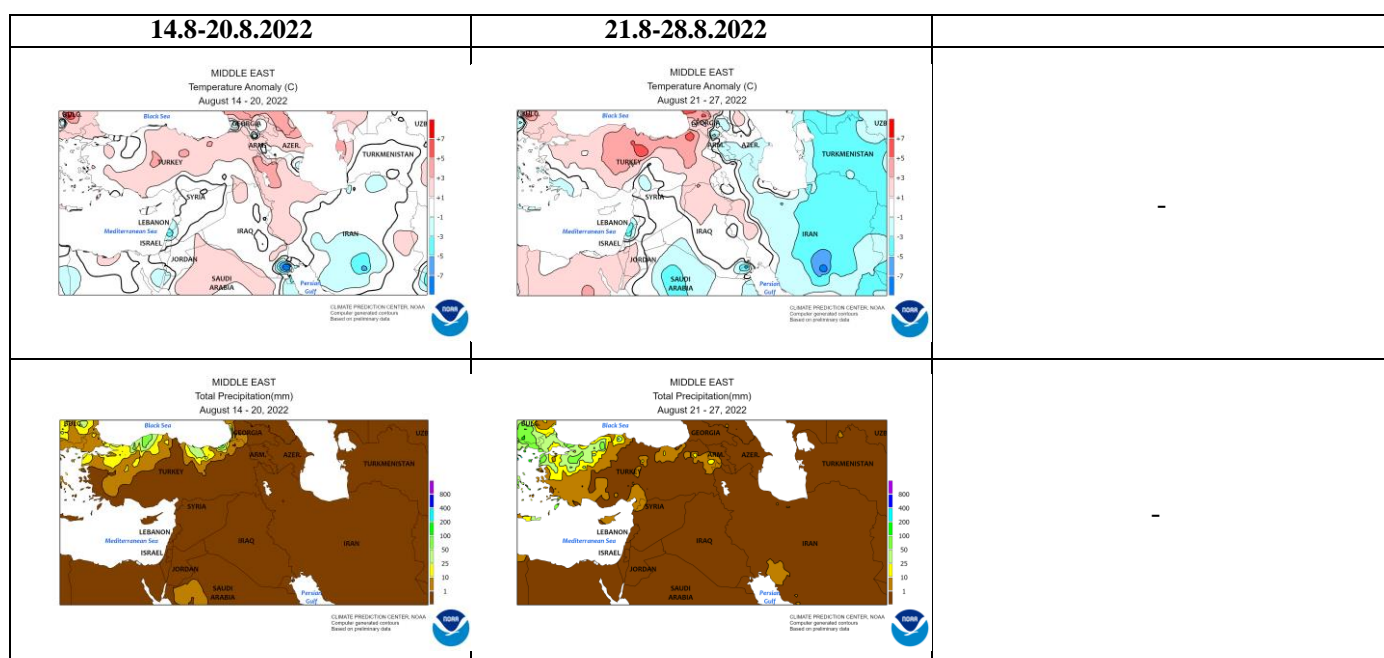 14.8-20.8.2022
21.8-28.8.2022
MIDDLE EAST
Temperature Anomaly (C)
August 14 - 20, 2022
BULG.
Black Sea
GEORGIA
UZB
ARM.
AZER.
TURKEY
TURKMENISTAN
SYRIA
LEBANON
Mediterranean Sea
ISRAEL
IRAQ
IRAN
JORDAN
SAUDI
ARABIA
Persian
Gulf
+7
+5
+3
+1
-1
-3
-5
-7
CLIMATE PREDICTION CENTER, NOAA
Computer generated contours
Based on preliminary data
NOAA
MIDDLE EAST
Temperature Anomaly (C)
August 21 - 27, 2022
BULG.
Black Sea
GEORGIA
UZB
ARM.
AZER.
TURKEY
TURKMENISTAN
SYRIA
LEBANON
Mediterranean Sea
ISRAEL
IRAQ
IRAN
JORDAN
SAUDI
ARABIA
Persian
Gulf
+7
+5
+3
+1
-1
-3
-5
-7
CLIMATE PREDICTION CENTER, NOAA
Computer generated contours
Based on preliminary data
NOAA
-
MIDDLE EAST
Total Precipitation(mm)
August 14 - 20, 2022
BULG.
Black Sea
GEORGIA
UZB
ARM.
AZER.
TURKEY
TURKMENISTAN
SYRIA
LEBANON
Mediterranean Sea
ISRAEL
IRAQ
IRAN
JORDAN
SAUDI
ARABIA
Persian
Gulf
800
400
200
100
50
25
10
1
CLIMATE PREDICTION CENTER, NOAA
Computer generated contours
Based on preliminary data
NOAA
MIDDLE EAST
Total Precipitation(mm)
August 21 - 27, 2022
BULG.
Black Sea
GEORGIA
UZB
ARM.
AZER.
TURKEY
TURKMENISTAN
SYRIA
LEBANON
Mediterranean Sea
ISRAEL
IRAQ
IRAN
JORDAN
SAUDI
ARABIA
Persian
Gulf
800
400
200
100
50
25
10
1
CLIMATE PREDICTION CENTER, NOAA
Computer generated contours
Based on preliminary data
NOAA
-